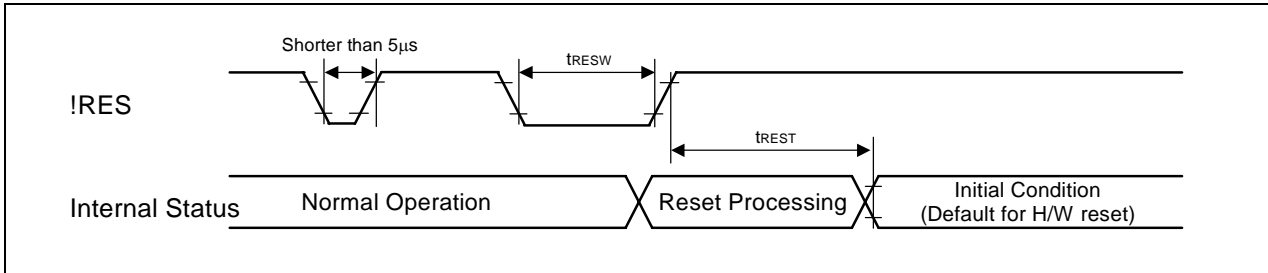 Shorter than 5μs
tRESW
!RES
tREST
Internal Status
Normal Operation
Reset Processing
Initial Condition
(Default for H/W reset)